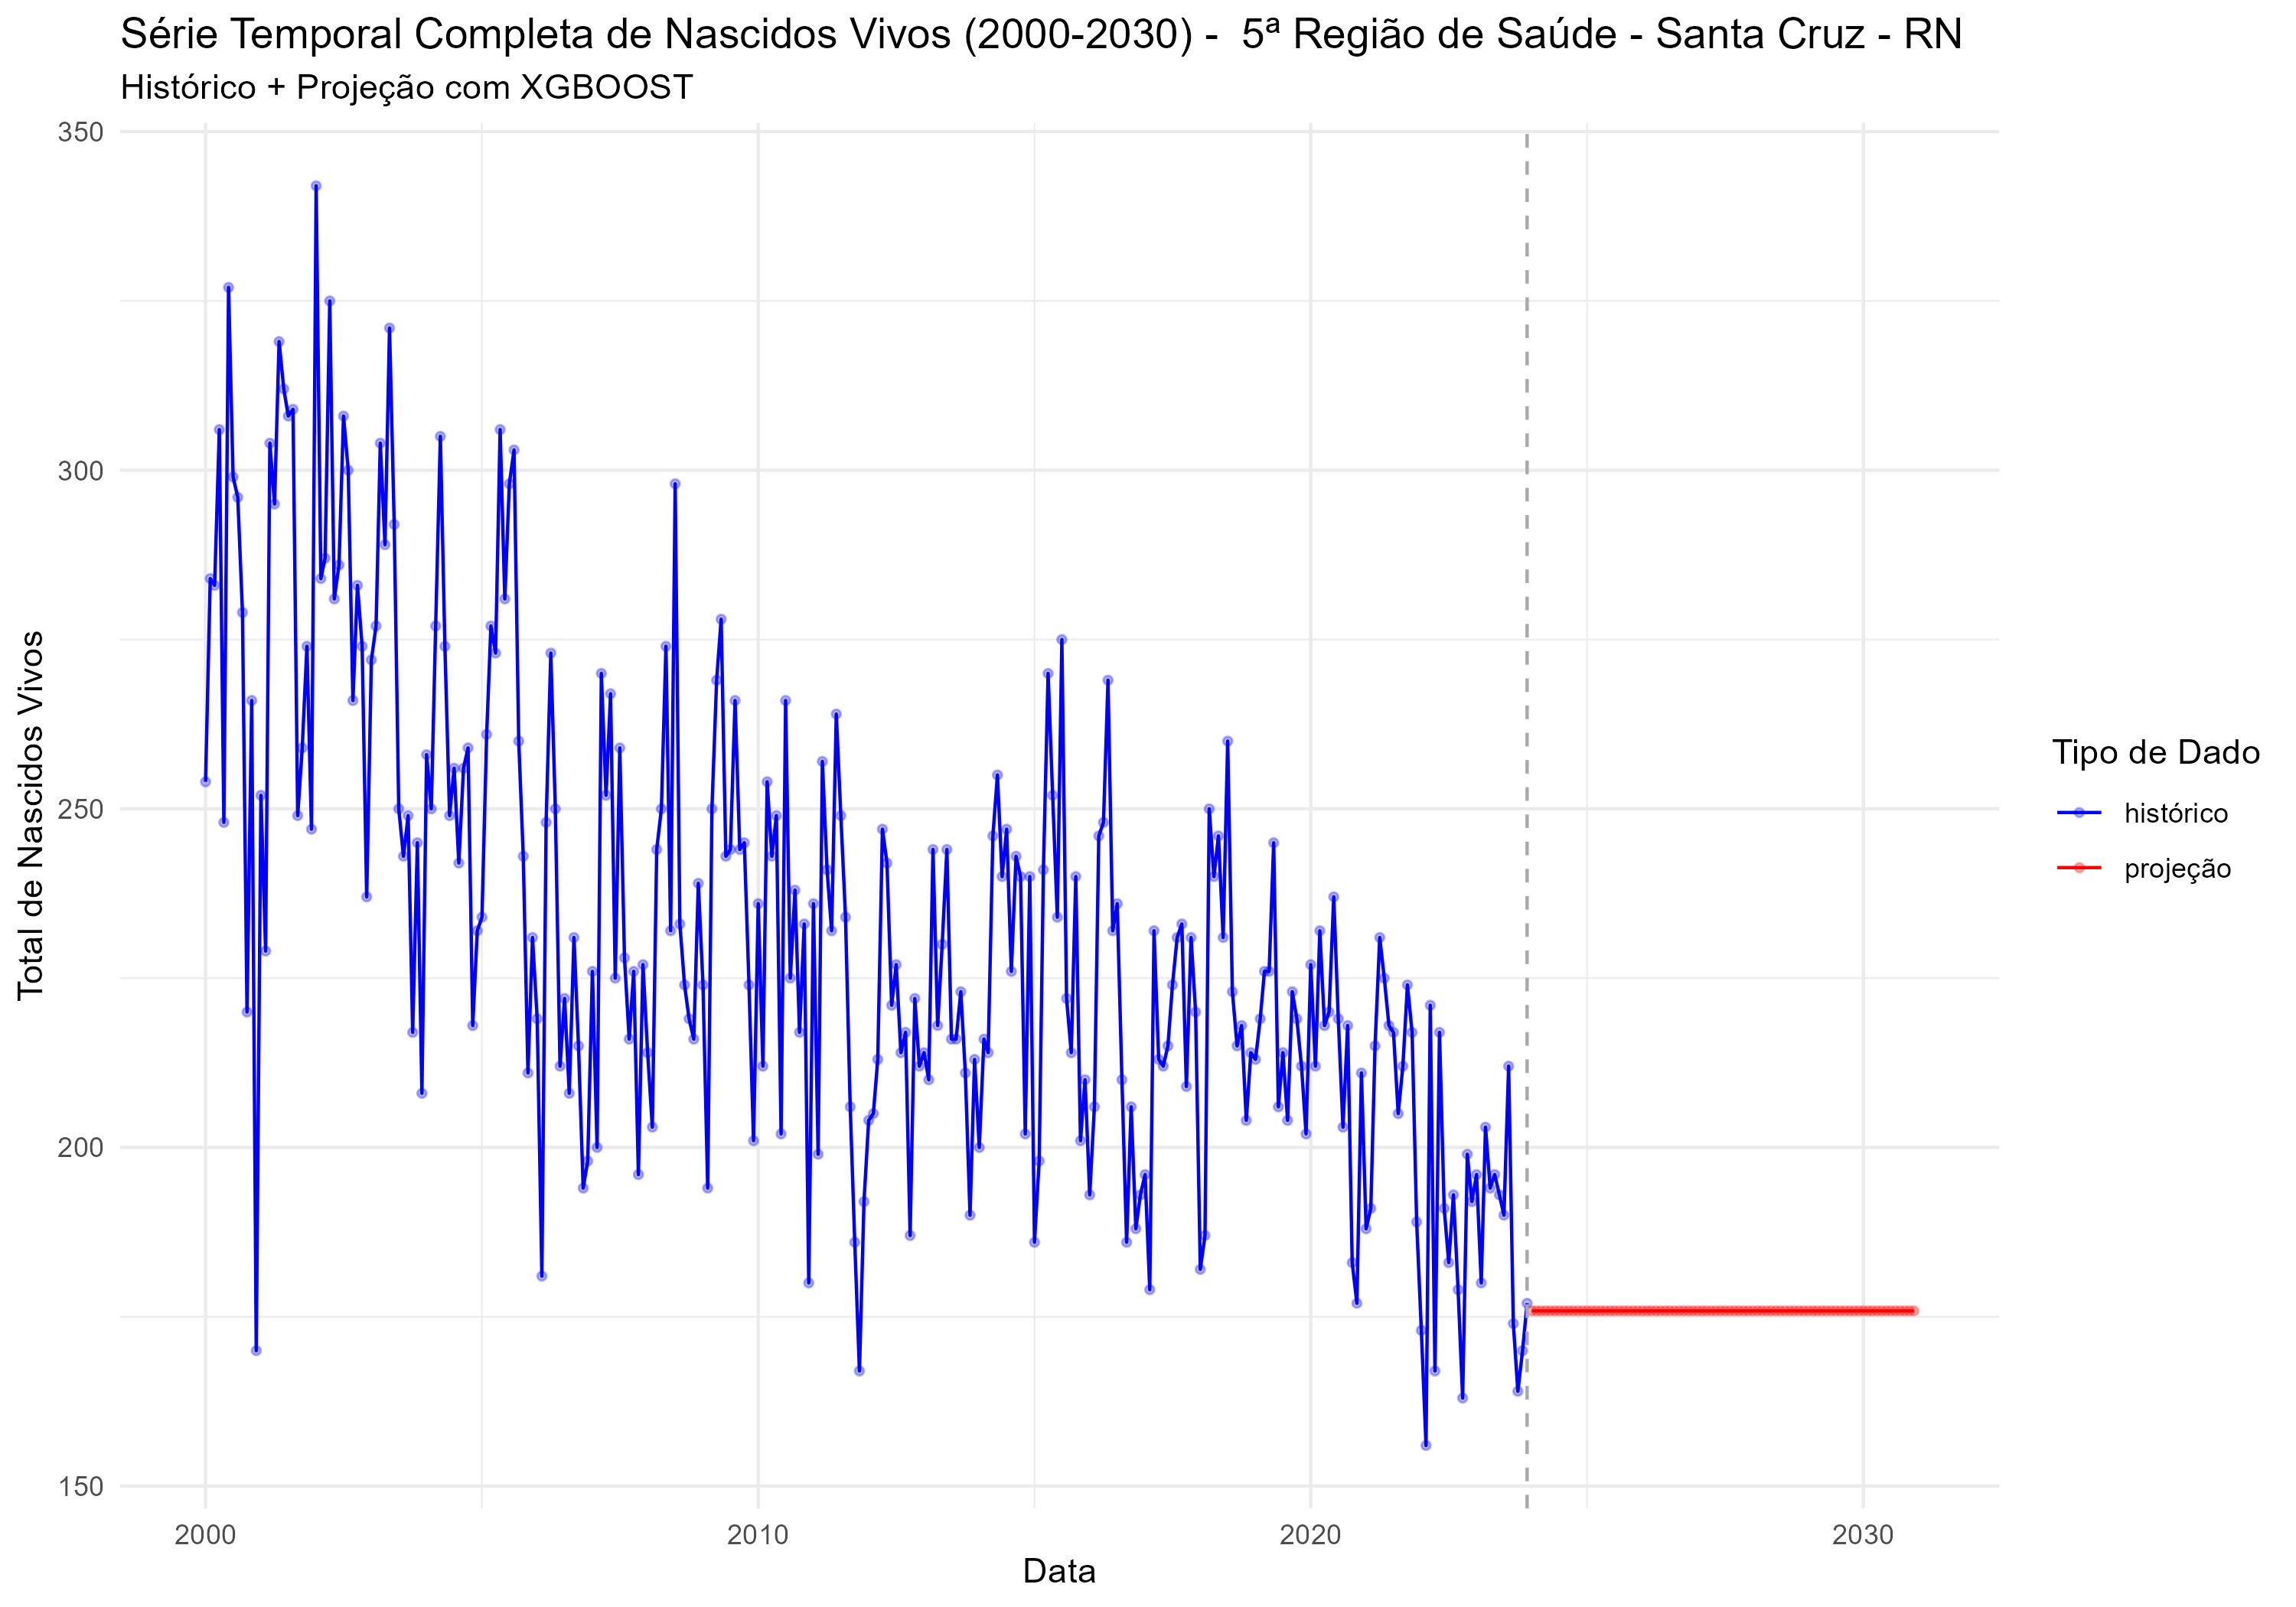 Série Temporal Completa de Nascidos Vivos (2000-2030) -  5ª Região de Saúde - Santa Cruz - RN
Histórico + Projeção com XGBOOST
Total de Nascidos Vivos
350
300
250
200
150
2000
2010
2020
2030
Data
Tipo de Dado
histórico
projeção